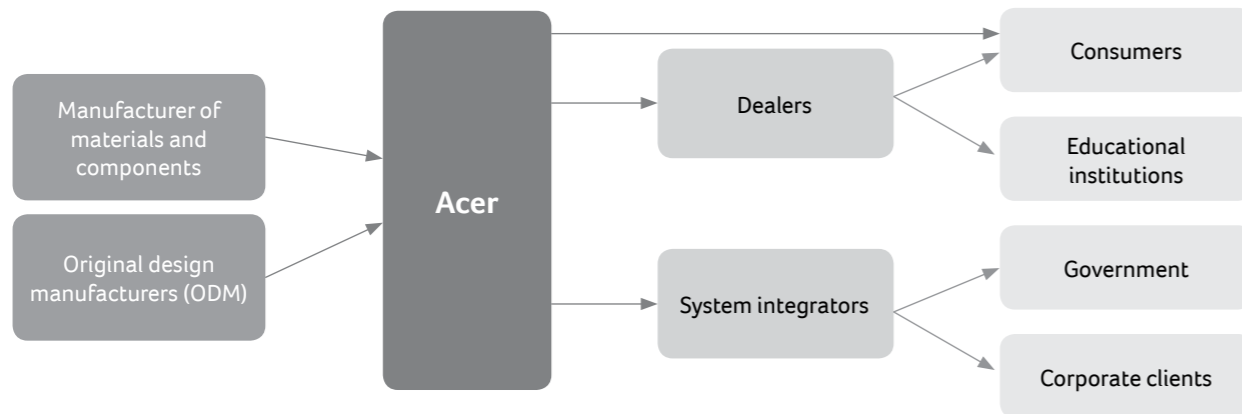 Manufacturer of
materials and
components
Original design
manufacturers (ODM)
Acer
Dealers
System integrators
Consumers
Educational
institutions
Government
Corporate clients